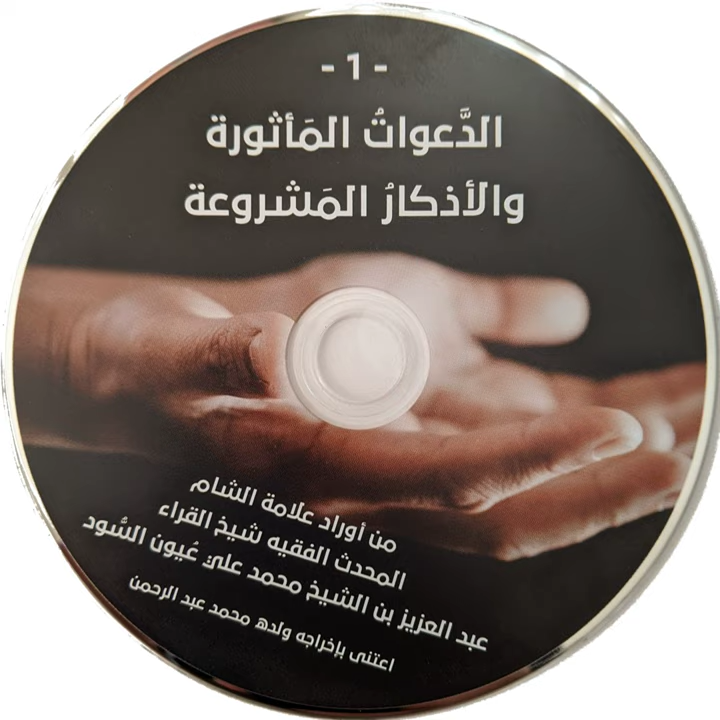 - 1 -
الدَّعواتُ المَأثورة
والأذكارُ المَشروعة
من أوراد علامة الشام
المحدث الفقيه شيخ القراء
عبد العزيز بن الشيخ محمد علي عُيون السُّود
اعتنى بإخراجه ولده محمد عبد الرحمن